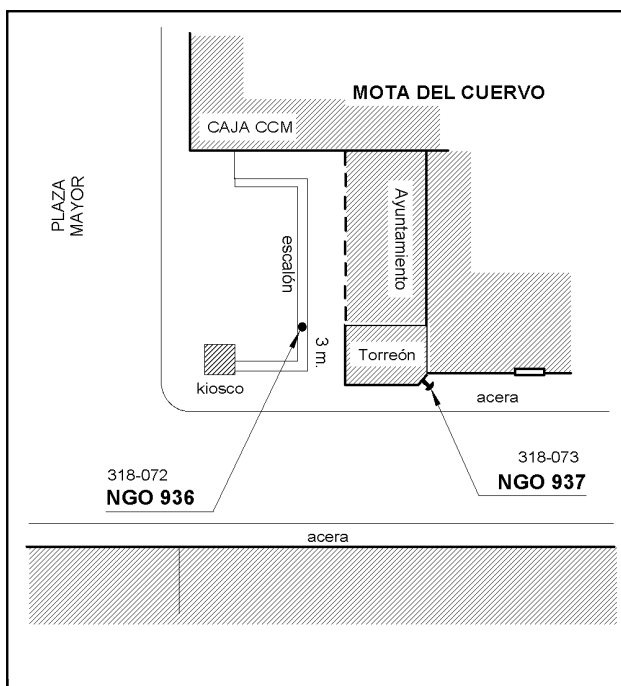 MOTA DEL CUERVO
CAJA CCM
PLAZA
MAYOR
Ayuntamiento
escalón
3 m.
Torreón
kiosco
acera
318-072
NGO 936
318-073
NGO 937
acera